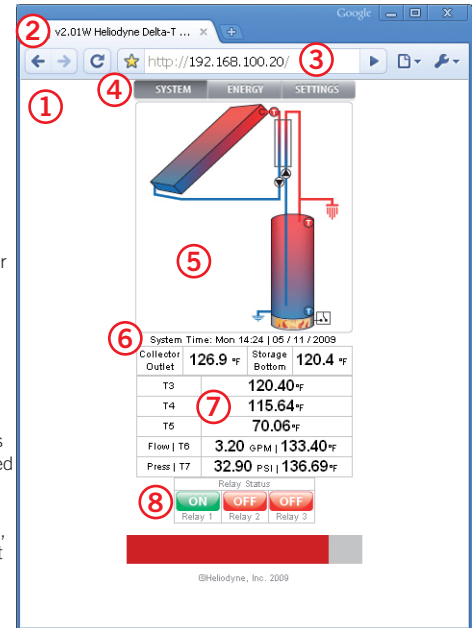 Google
② v2.01W Heliodyne Delta-T ...
③ http://192.168.100.20/
①
④ SYSTEM ENERGY SETTINGS
T
T
T
⑤
r
⑥ System Time: Mon 14:24 | 05 / 11 / 2009
Collector Outlet 126.9 °F Storage Bottom 120.4 °F
T3 120.40°F
⑦ T4 115.64°F
T5 70.06°F
s
Flow | T6 3.20 GPM | 133.40°F
ed
Press | T7 32.90 PSI | 136.69°F
Relay Status
⑧ ON OFF OFF
Relay 1 Relay 2 Relay 3
,
t
©Heliodyne, Inc. 2009